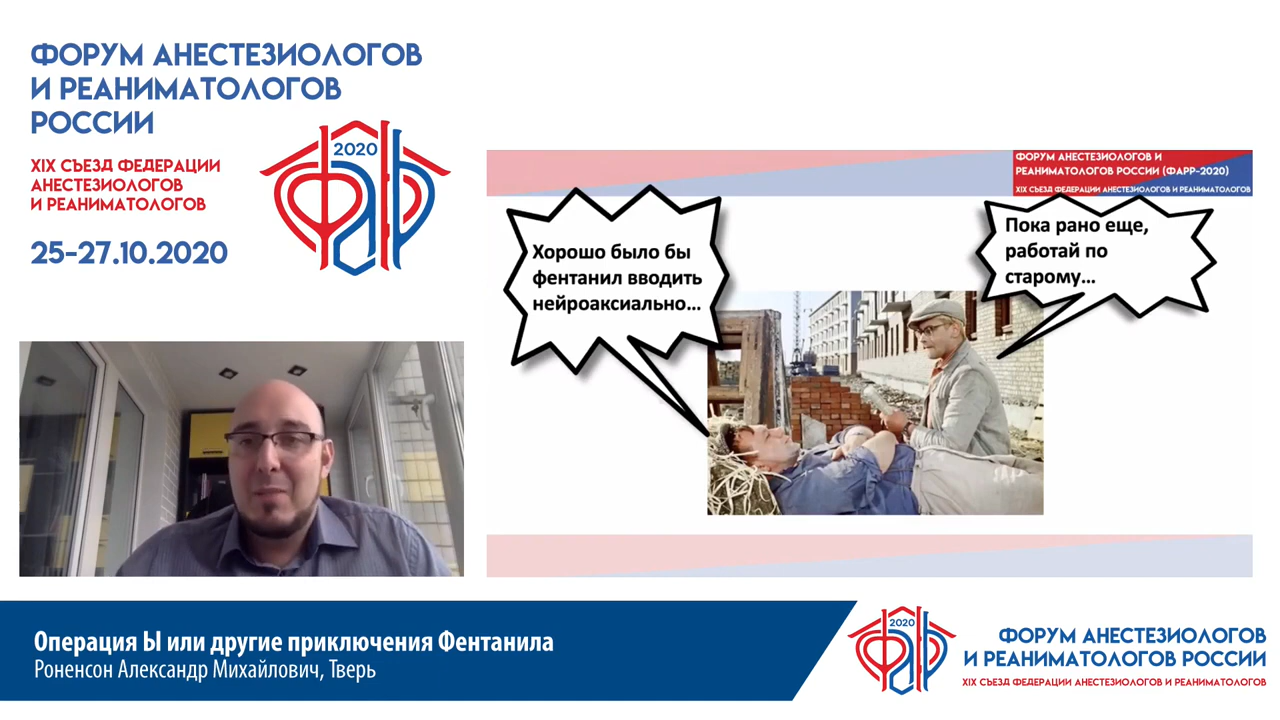 ФОРУМ АНЕСТЕЗИОЛОГОВ
И РЕАНИМАТОЛОГОВ
РОССИИ
XIX СЪЕЗД ФЕДЕРАЦИИ
АНЕСТЕЗИОЛОГОВ
И РЕАНИМАТОЛОГОВ
25-27.10.2020
2020
ФАР
ФОРУМ АНЕСТЕЗИОЛОГОВ И
РЕАНИМАТОЛОГОВ РОССИИ (ФАРР-2020)
XIX СЪЕЗД ФЕДЕРАЦИИ АНЕСТЕЗИОЛОГОВ И РЕАНИМАТОЛОГОВ
Хорошо было бы
фентанил вводить
нейроаксиально...
Пока рано еще,
работай по
старому...
Операция Ы или другие приключения Фентанила
Роненсон Александр Михайлович, Тверь
2020
ФАР
ФОРУМ АНЕСТЕЗИОЛОГОВ
И РЕАНИМАТОЛОГОВ РОССИИ
XIX СЪЕЗД ФЕДЕРАЦИИ АНЕСТЕЗИОЛОГОВ И РЕАНИМАТОЛОГОВ